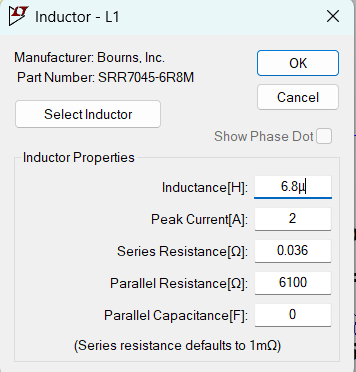 Inductor - L1
Manufacturer: Bourns, Inc.
Part Number: SRR7045-6R8M
OK
Cancel
Select Inductor
Show Phase Dot
Inductor Properties
Inductance[H]: 6.8µ
Peak Current[A]: 2
Series Resistance[Ω]: 0.036
Parallel Resistance[Ω]: 6100
Parallel Capacitance[F]: 0
(Series resistance defaults to 1mΩ)